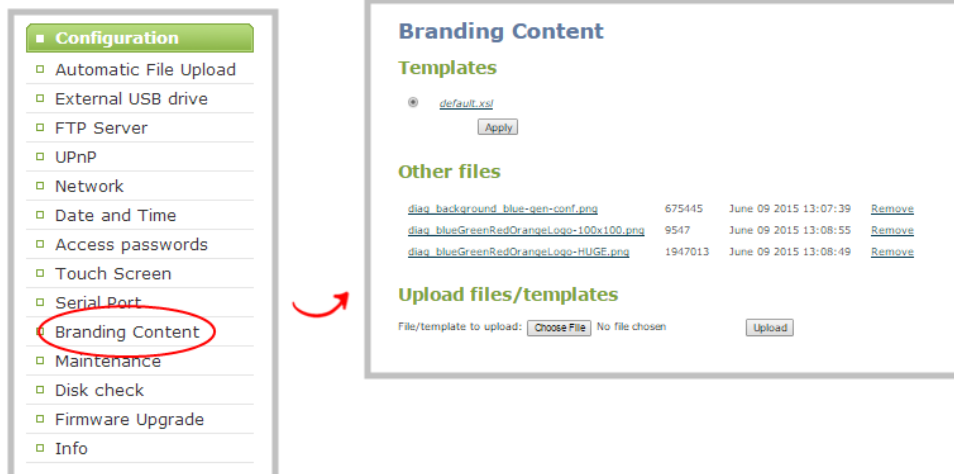 Configuration
Automatic File Upload
External USB drive
FTP Server
UPnP
Network
Date and Time
Access passwords
Touch Screen
Serial Port
Branding Content
Maintenance
Disk check
Firmware Upgrade
Info
Branding Content
Templates
default.xsl
Apply
Other files
diag_background_blue-gen-conf.png 675445 June 09 2015 13:07:39 Remove
diag_blueGreenRedOrangeLogo-100x100.png 9547 June 09 2015 13:08:55 Remove
diag_blueGreenRedOrangeLogo-HUGE.png 1947013 June 09 2015 13:08:49 Remove
Upload files/templates
File/template to upload: Choose File No file chosen Upload